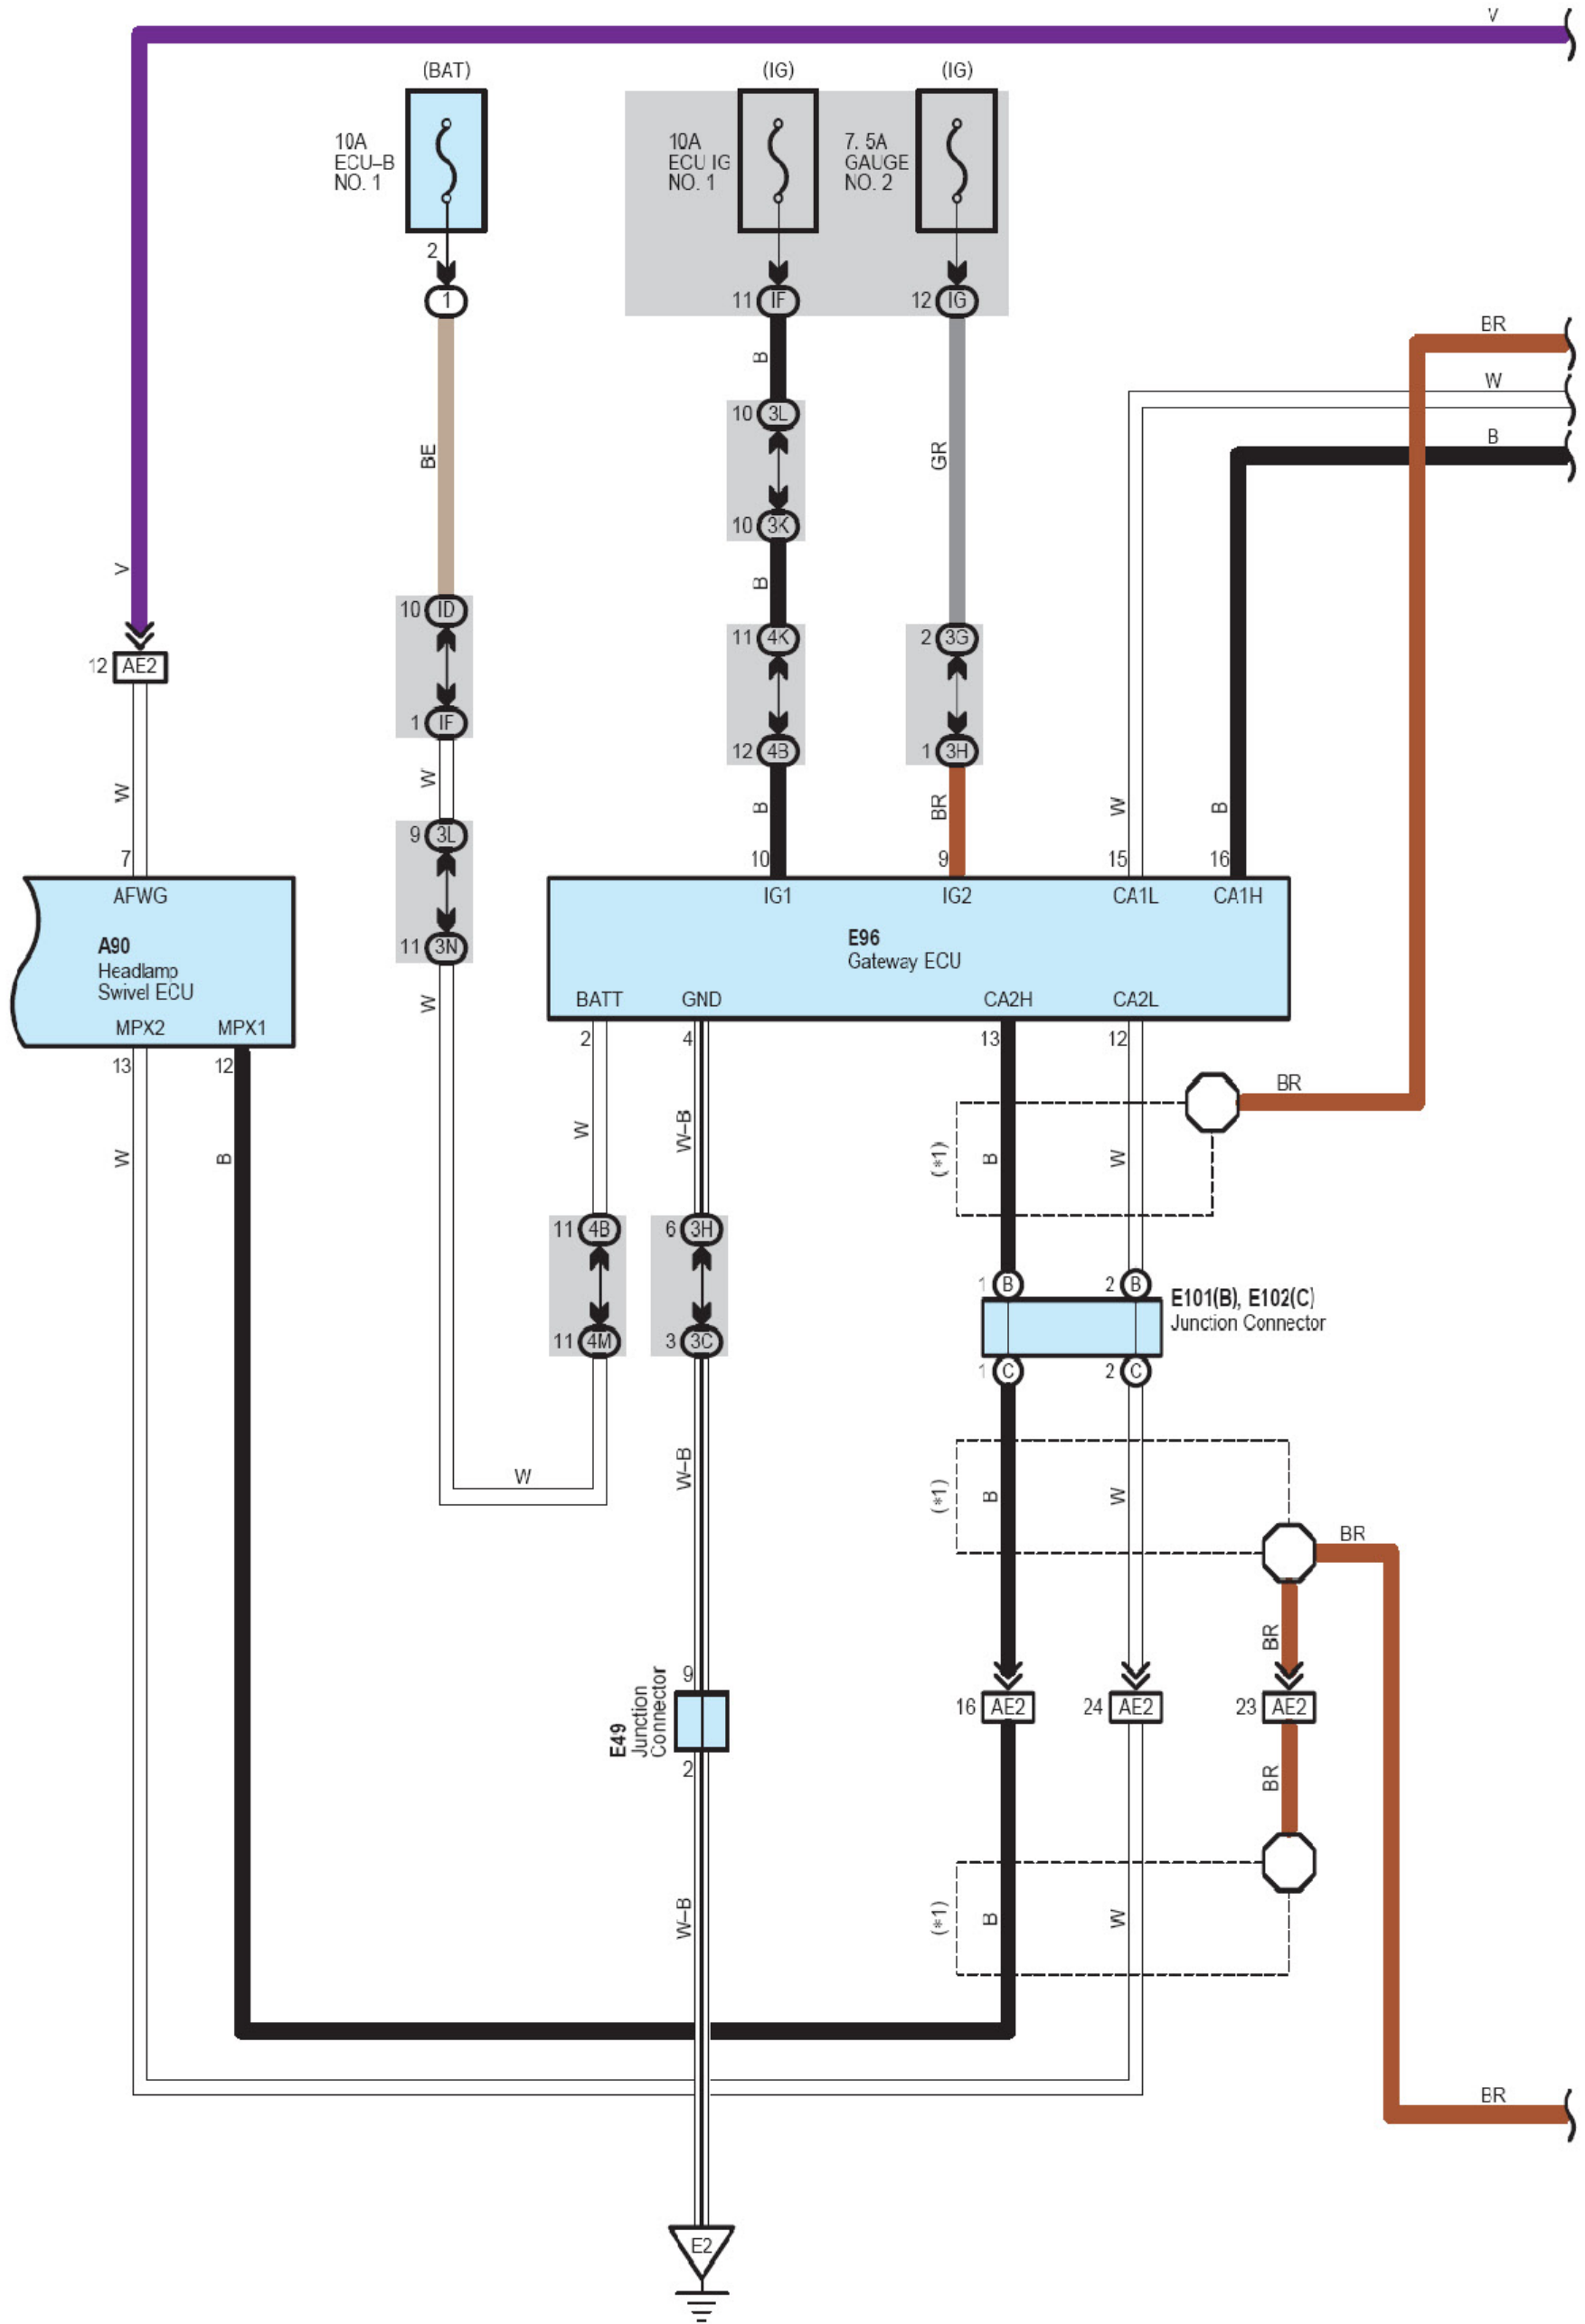 V
(BAT)
(IG)
(IG)
10A
ECU-B
NO. 1
10A
ECU IG
NO. 1
7. 5A
GAUGE
NO. 2
2
1
11 IF
12 IG
BR
B
W
10 3L
B
BE
GR
10 3K
V
B
10 ID
11 4K
2 3G
12 AE2
1 IF
12 4B
1 3H
W
W
B
BR
W
B
9 3L
7
10
9
15
16
AFWG
IG1
IG2
CA1L
CA1H
A90
Headlamp
Swivel ECU
11 3N
E96
Gateway ECU
W
BATT
GND
CA2H
CA2L
MPX2
MPX1
2
4
13
12
13
12
BR
W
W-B
W
B
(*1)
B
W
11 4B
6 3H
1 B
2 B
E101(B), E102(C)
Junction Connector
11 4M
3 3C
1 C
2 C
W
W-B
(*1)
B
W
BR
BR
9
E49
Junction
Connector
16 AE2
24 AE2
23 AE2
2
BR
W-B
(*1)
B
W
BR
E2